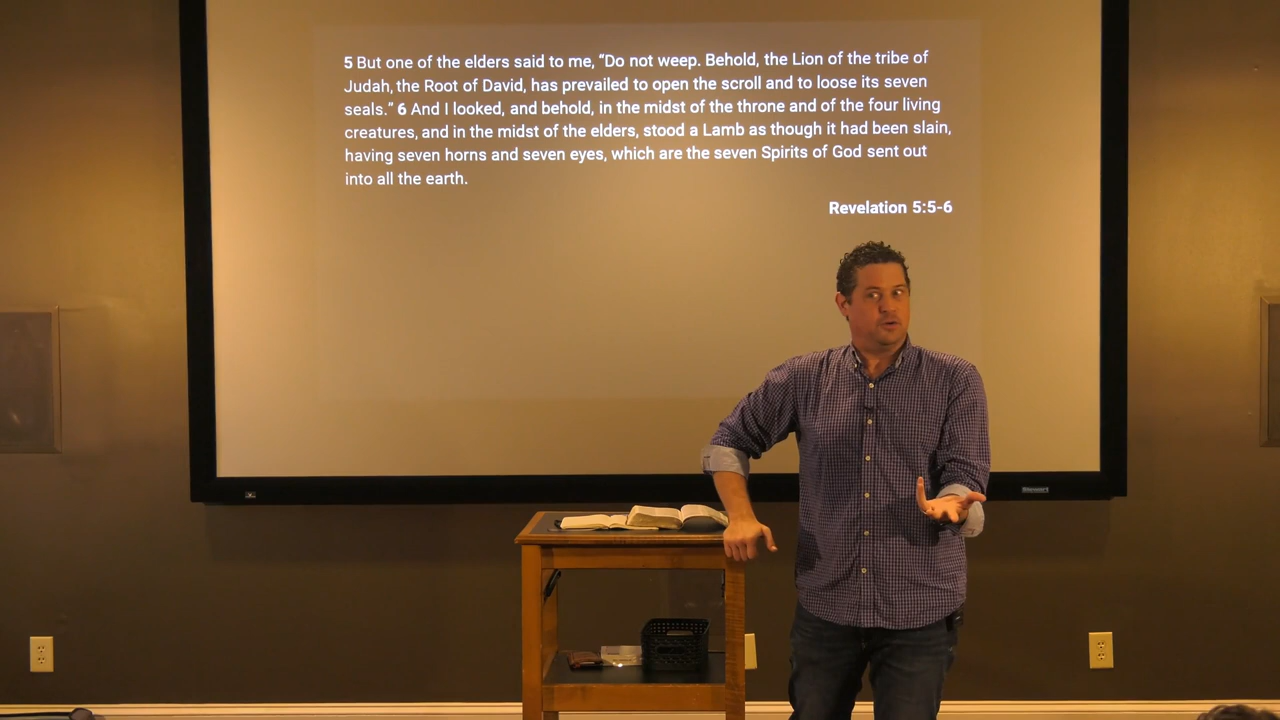 5 But one of the elders said to me, “Do not weep. Behold, the Lion of the tribe of
Judah, the Root of David, has prevailed to open the scroll and to loose its seven
seals.” 6 And I looked, and behold, in the midst of the throne and of the four living
creatures, and in the midst of the elders, stood a Lamb as though it had been slain,
having seven horns and seven eyes, which are the seven Spirits of God sent out
into all the earth.
Revelation 5:5-6
Stewart